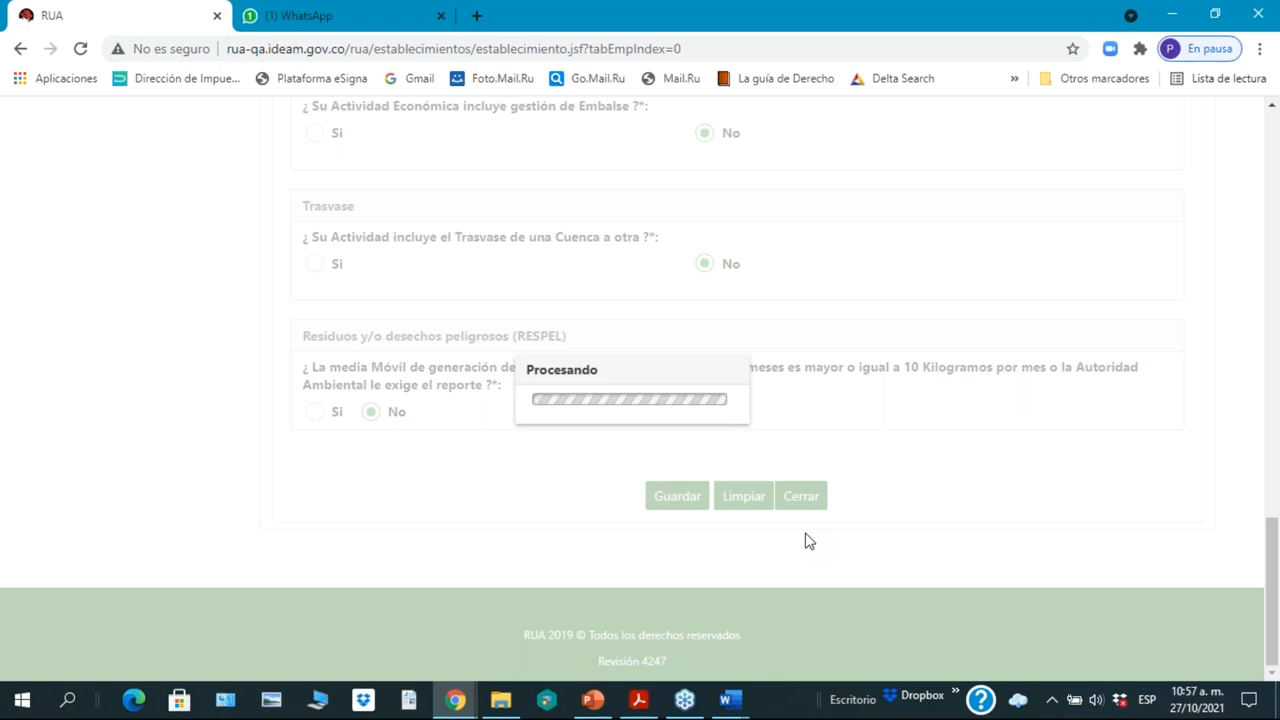 RUA
(1) WhatsApp
No es seguro
rua-qa.ideam.gov.co/rua/establecimientos/establecimiento.jsf?tabEmpIndex=0
P
En pausa
Aplicaciones
Dirección de Impue...
Plataforma eSigna
Gmail
Foto.Mail.Ru
Go.Mail.Ru
Mail.Ru
La guía de Derecho
Delta Search
»
Otros marcadores
Lista de lectura
¿ Su Actividad Económica incluye gestión de Embalse ?*:
Si
No
Trasvase
¿ Su Actividad incluye el Trasvase de una Cuenca a otra ?*:
Si
No
Residuos y/o desechos peligrosos (RESPEL)
¿ La media Móvil de generación de meses es mayor o igual a 10 Kilogramos por mes o la Autoridad
Ambiental le exige el reporte ?*:
Si
No
Procesando
Guardar
Limpiar
Cerrar
RUA 2019 © Todos los derechos reservados
Revisión 4247
Escritorio
Dropbox
»
ESP
10:57 a. m.
27/10/2021